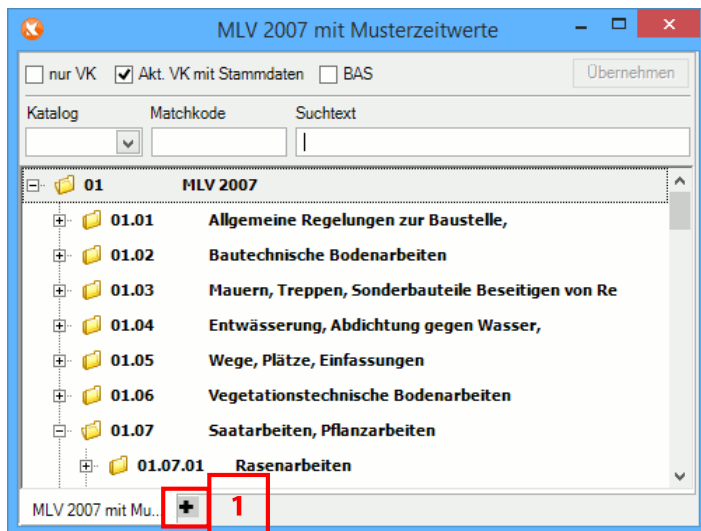 MLV 2007 mit Musterzeitwerte
nur VK Akt. VK mit Stammdaten BAS Übernehmen
Katalog Matchkode Suchtext
01 MLV 2007
01.01 Allgemeine Regelungen zur Baustelle,
01.02 Bautechnische Bodenarbeiten
01.03 Mauern, Treppen, Sonderbauteile Beseitigen von Re
01.04 Entwässerung, Abdichtung gegen Wasser,
01.05 Wege, Plätze, Einfassungen
01.06 Vegetationstechnische Bodenarbeiten
01.07 Saatarbeiten, Pflanzarbeiten
01.07.01 Rasenarbeiten
MLV 2007 mit Mu... 1